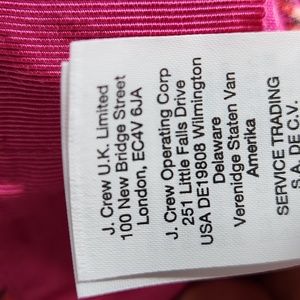 J. Crew U.K. Limited
100 New Bridge Street
London, EC4V 6JA
J. Crew Operating Corp
251 Little Falls Drive
USA DE19808 Wilmington
Delaware
Verenidge Staten Van
Amerika
SERVICE TRADING
S.A. DE C.V.